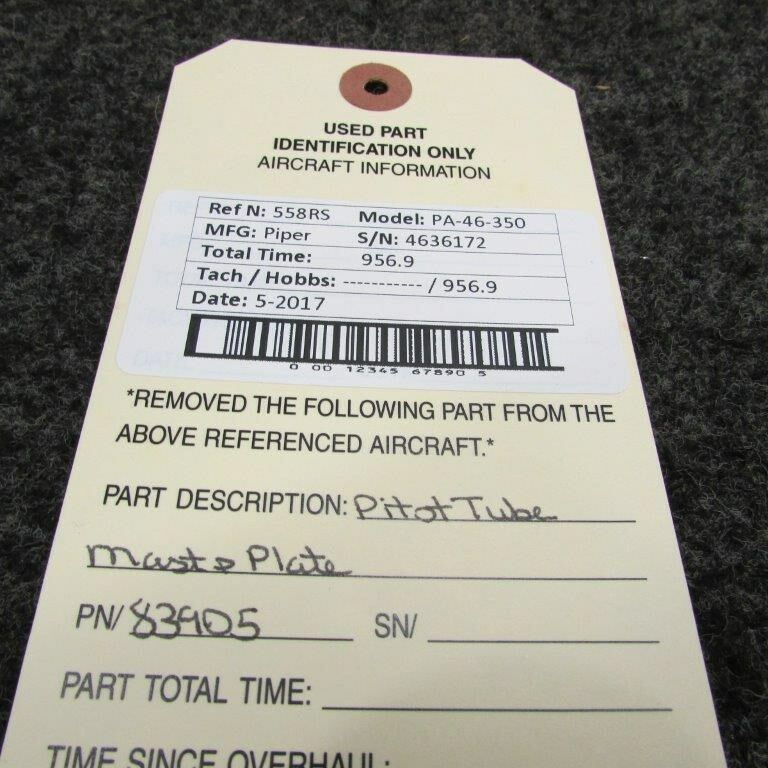 USED PART
IDENTIFICATION ONLY
AIRCRAFT INFORMATION
Ref N: 558RS Model: PA-46-350
MFG: Piper S/N: 4636172
Total Time: 956.9
Tach / Hobbs: ----------- / 956.9
Date: 5-2017
0 00 12345 67890 5
*REMOVED THE FOLLOWING PART FROM THE
ABOVE REFERENCED AIRCRAFT.*
PART DESCRIPTION: Pitot Tube
Mast & Plate
PN/ 83905 SN/
PART TOTAL TIME:
TIME SINCE OVERHAUL: